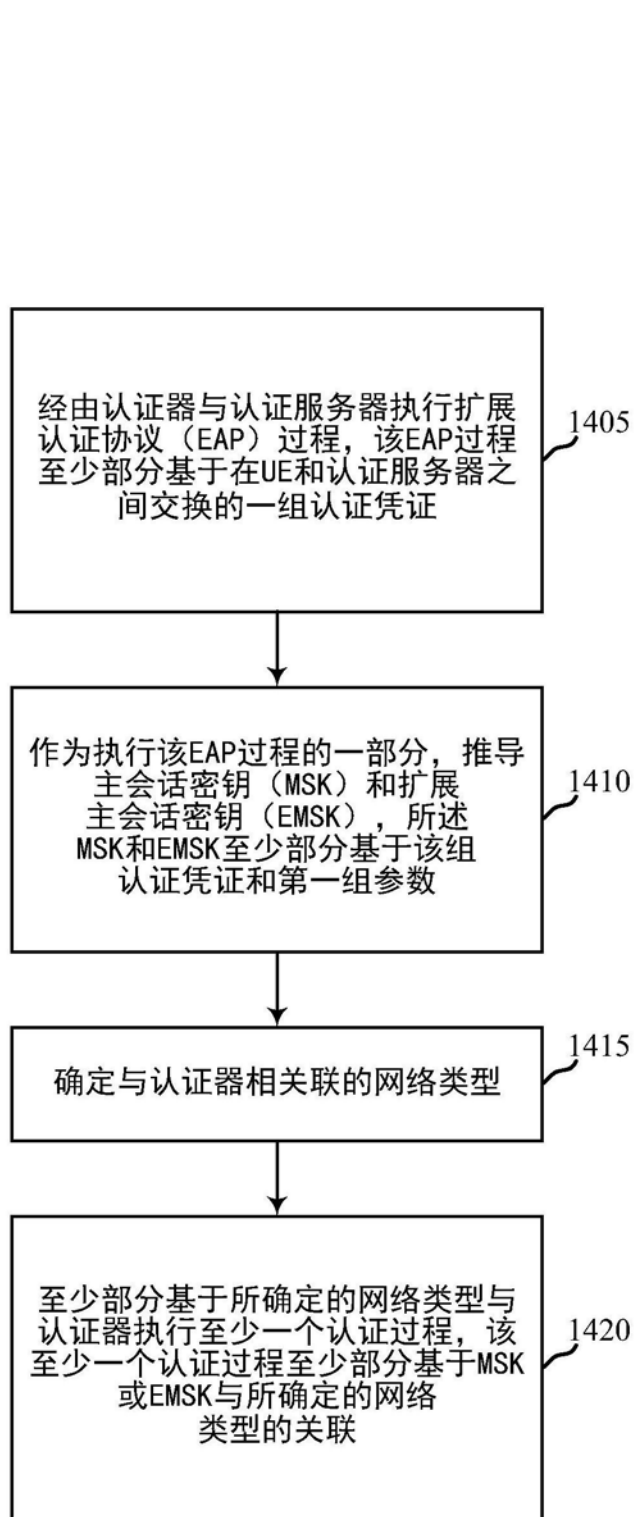 经由认证器与认证服务器执行扩展
认证协议（EAP）过程，该EAP过程
至少部分基于在UE和认证服务器之
间交换的一组认证凭证
1405
作为执行该EAP过程的一部分，推导
主会话密钥（MSK）和扩展
主会话密钥（EMSK），所述
MSK和EMSK至少部分基于该组
认证凭证和第一组参数
1410
确定与认证器相关联的网络类型
1415
至少部分基于所确定的网络类型与
认证器执行至少一个认证过程，该
至少一个认证过程至少部分基于MSK
或EMSK与所确定的网络
类型的关联
1420